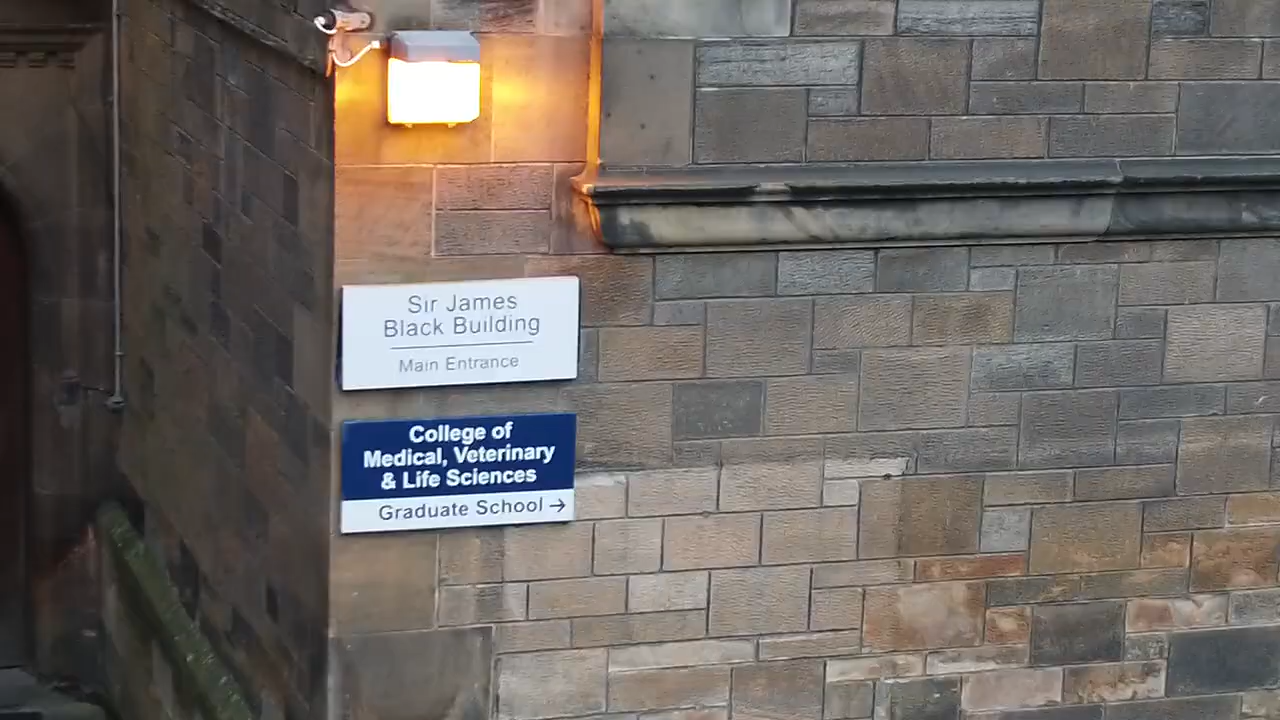 Sir James
Black Building
Main Entrance
College of
Medical, Veterinary
& Life Sciences
Graduate School →